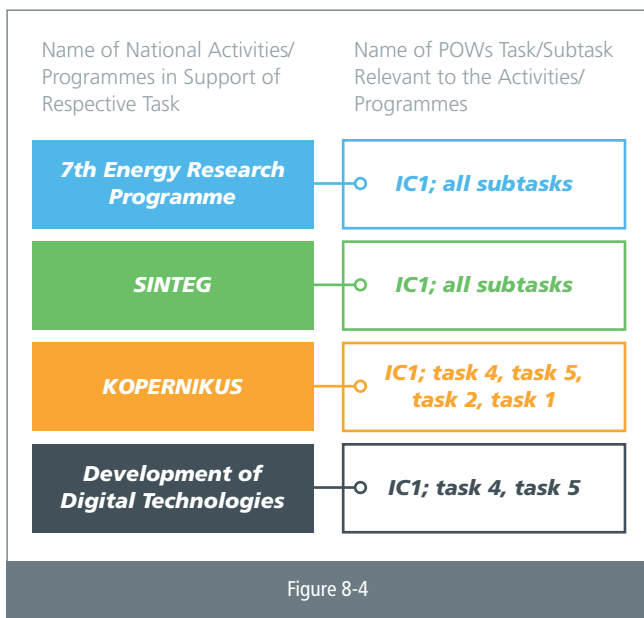 Name of National Activities/
Programmes in Support of
Respective Task
Name of POWs Task/Subtask
Relevant to the Activities/
Programmes
7th Energy Research
Programme
IC1; all subtasks
SINTEG
IC1; all subtasks
KOPERNIKUS
IC1; task 4, task 5,
task 2, task 1
Development of
Digital Technologies
IC1; task 4, task 5
Figure 8-4